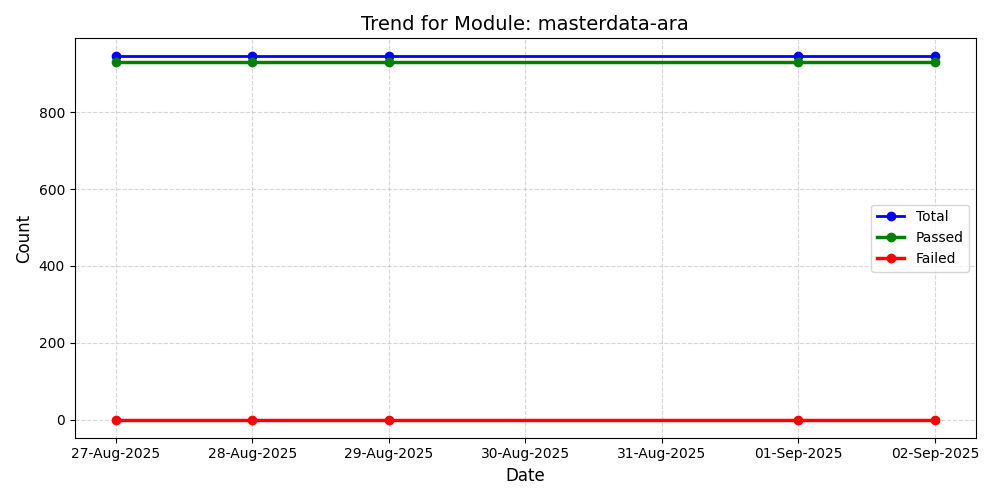 Trend for Module: masterdata-ara
Count
800
600
400
200
0
Total
Passed
Failed
27-Aug-2025
28-Aug-2025
29-Aug-2025
30-Aug-2025
31-Aug-2025
01-Sep-2025
02-Sep-2025
Date